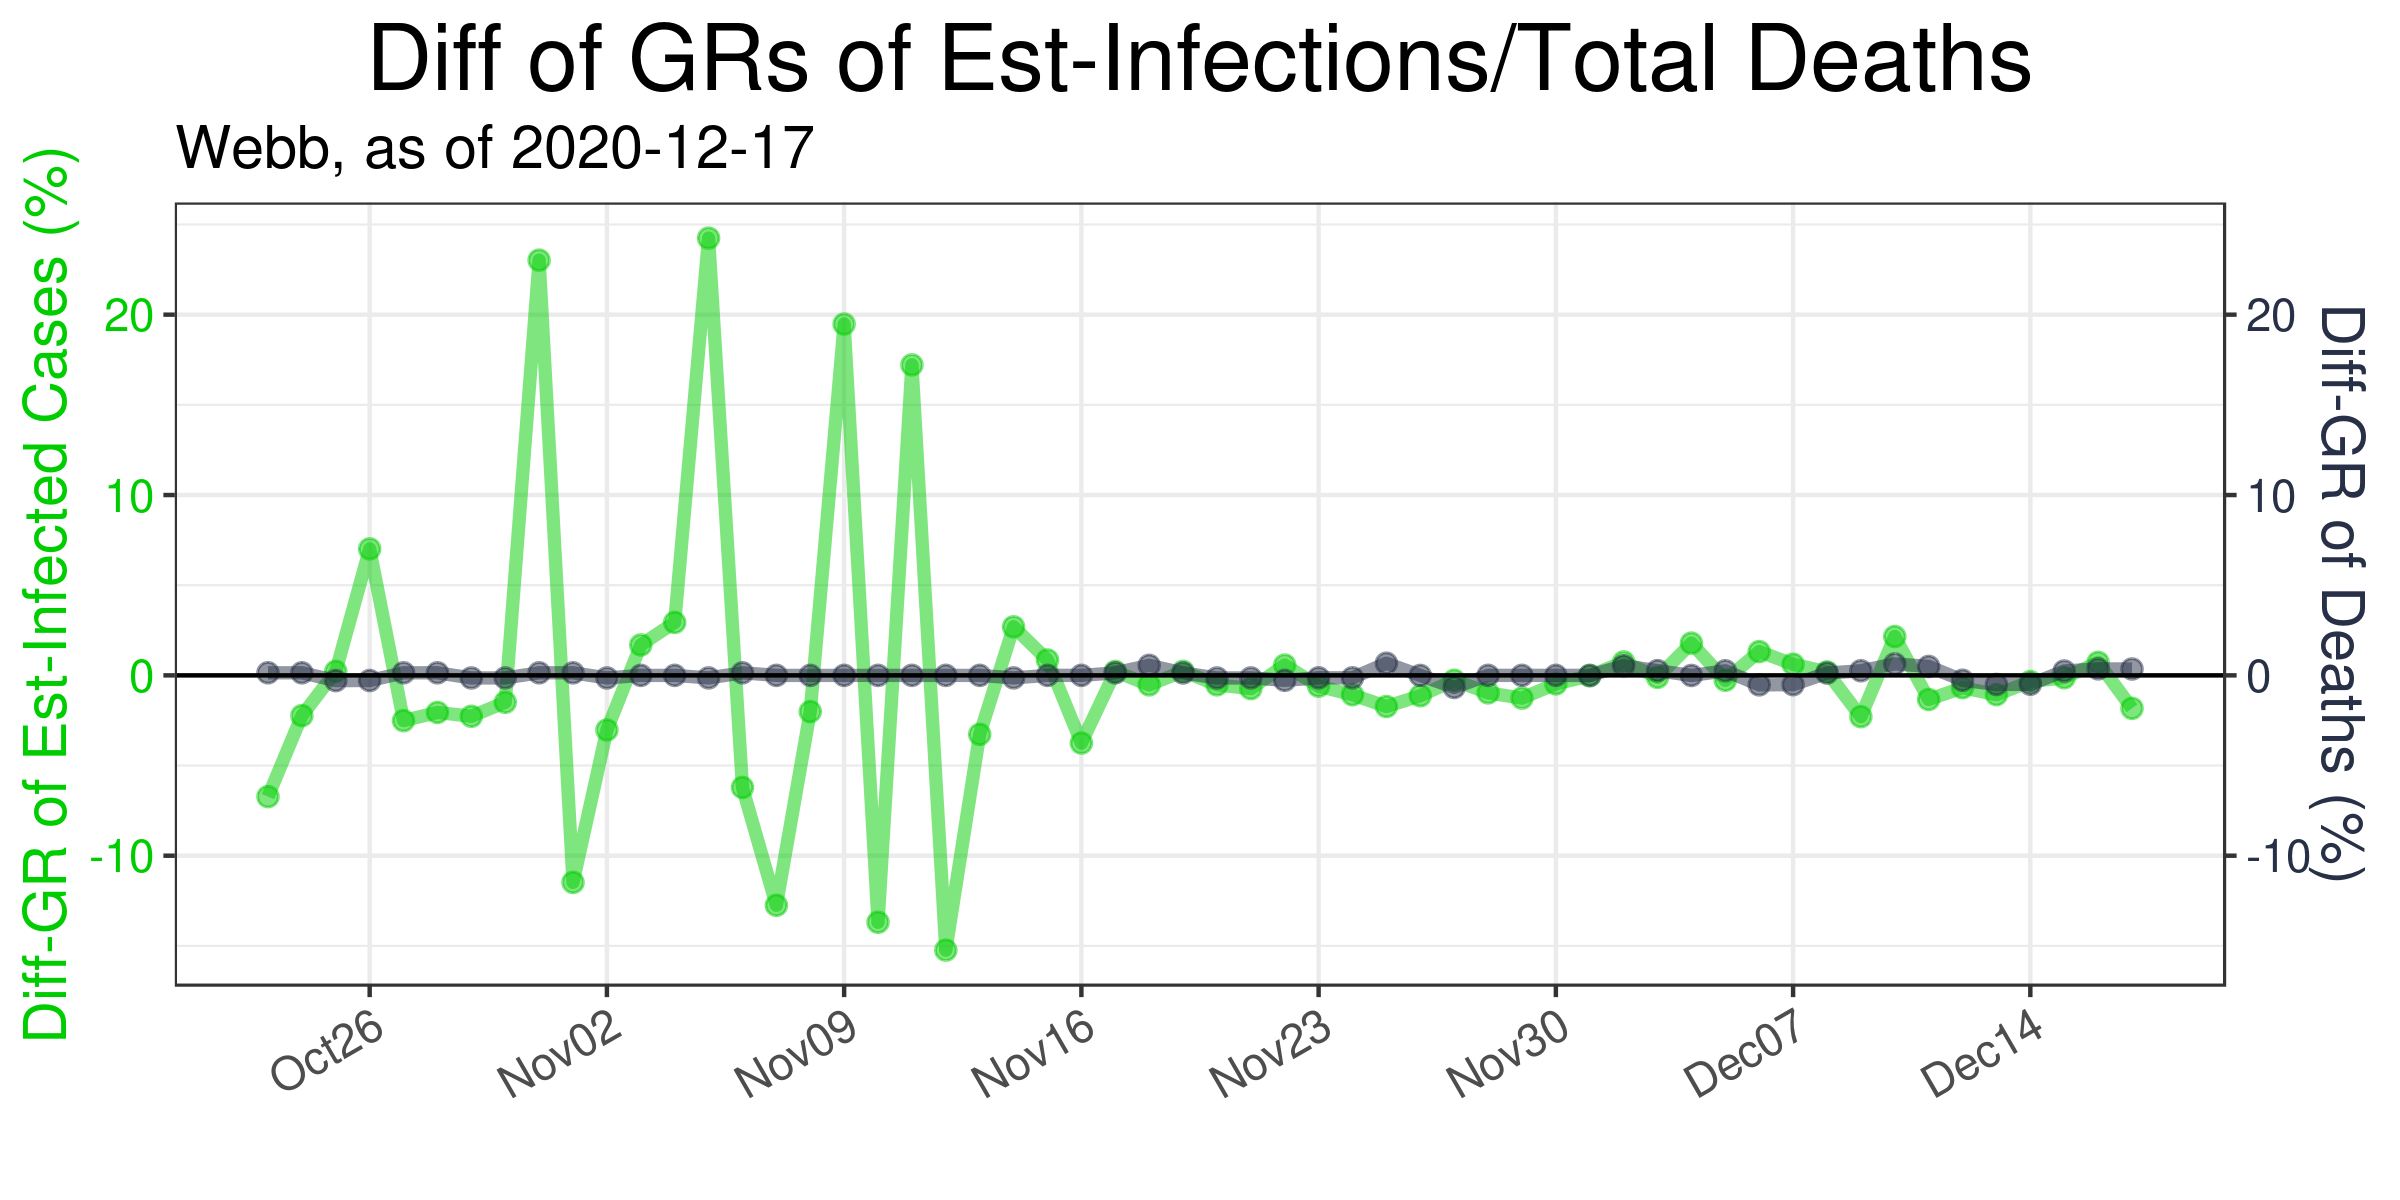 Diff of GRs of Est-Infections/Total Deaths
Webb, as of 2020-12-17
Diff-GR of Est-Infected Cases (%)
20
10
0
-10
20
10
0
-10
Diff-GR of Deaths (%)
Oct26
Nov02
Nov09
Nov16
Nov23
Nov30
Dec07
Dec14